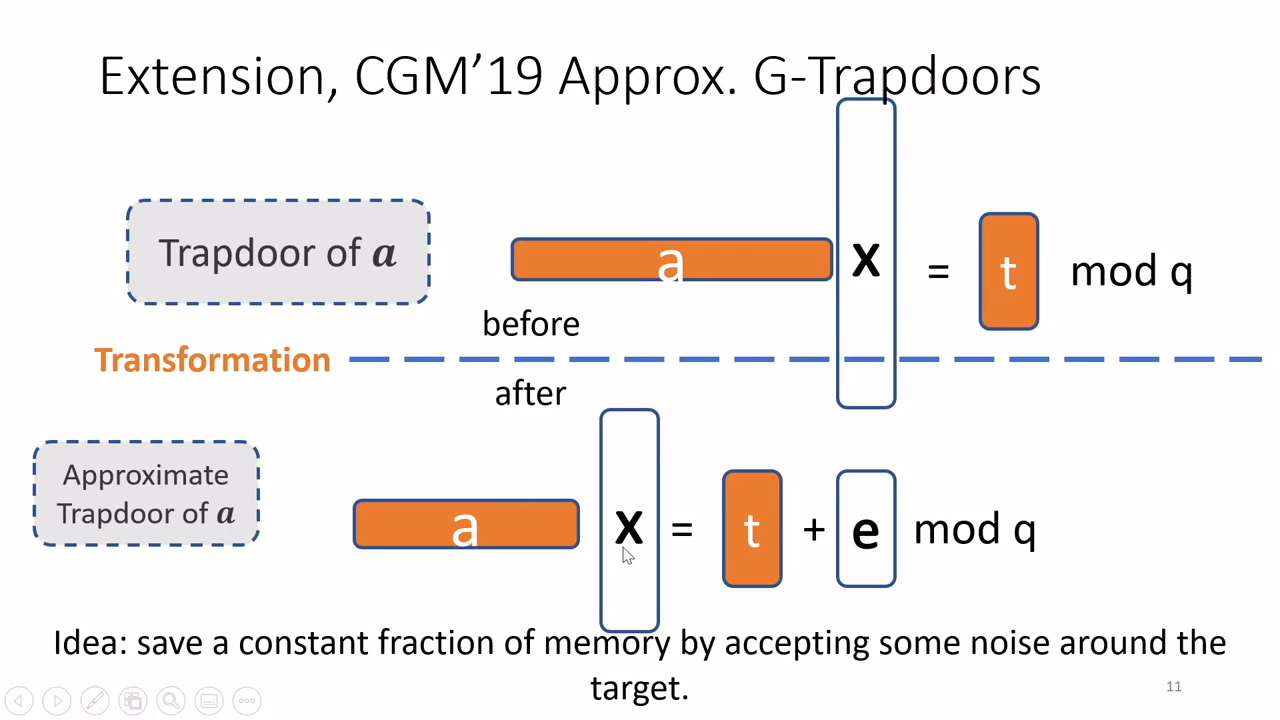 Extension, CGM’19 Approx. G-Trapdoors
Trapdoor of a
a x = t mod q
before
Transformation
after
Approximate
Trapdoor of a
a x = t + e mod q
Idea: save a constant fraction of memory by accepting some noise around the
target.
11